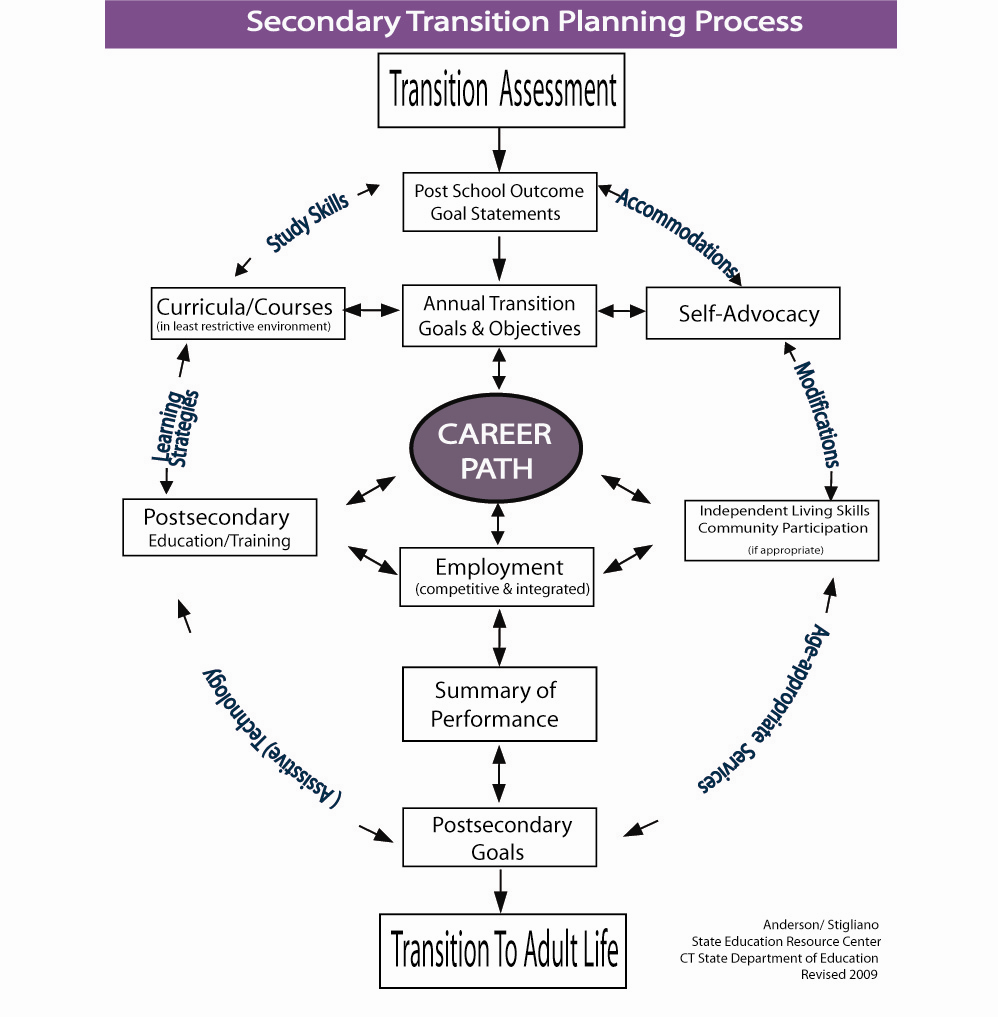 Secondary Transition Planning Process
Transition Assessment
Post School Outcome
Goal Statements
Study Skills
Accommodations
Curricula/Courses
(in least restrictive environment)
Annual Transition
Goals & Objectives
Self-Advocacy
Learning
Strategies
Modifications
CAREER
PATH
Postsecondary
Education/Training
Independent Living Skills
Community Participation
(if appropriate)
Employment
(competitive & integrated)
(Assisstive) Technology
Age-appropriate Services
Summary of
Performance
Postsecondary
Goals
Transition To Adult Life
Anderson/ Stigliano
State Education Resource Center
CT State Department of Education
Revised 2009